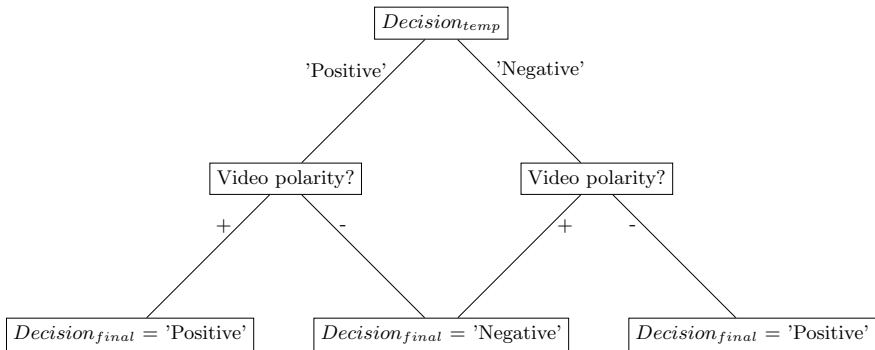 Decision_temp
'Positive'
'Negative'
Video polarity?
Video polarity?
+
-
+
-
Decision_final = 'Positive'
Decision_final = 'Negative'
Decision_final = 'Positive'